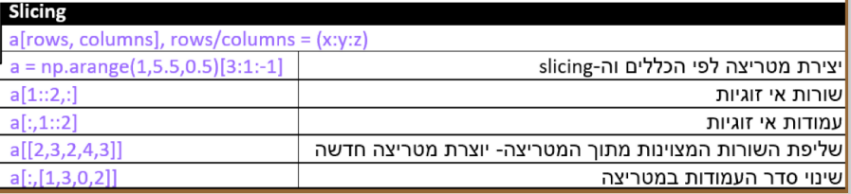 Slicing
a[rows, columns], rows/columns = (x:y:z)
a = np.arange(1,5.5,0.5)[3:1:-1] יצירת מטריצה לפי הכללים וה-slicing
a[1::2,:] שורות אי זוגיות
a[:,1::2] עמודות אי זוגיות
a[[2,3,2,4,3]] שליפת השורות המצוינות מתוך המטריצה- יוצרת מטריצה חדשה
a[:,[1,3,0,2]] שינוי סדר העמודות במטריצה